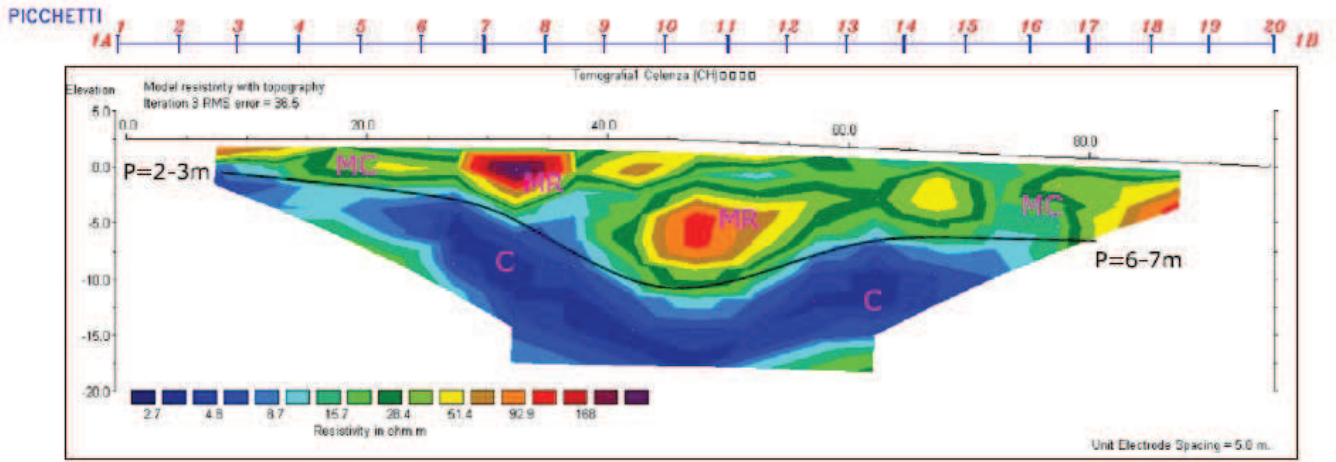 PICCHETTI
1A 1 2 3 4 5 6 7 8 9 10 11 12 13 14 15 16 17 18 19 20 1B
Tomografia1 Celenza (CH)
Elevation
Model resistivity with topography
Iteration 3 RMS error = 36.5
5.0
0.0 20.0 40.0 60.0 80.0
0.0
MC
MR
P=2-3m
MC
-5.0
MR
C
P=6-7m
-10.0
C
-15.0
-20.0
2.7 4.8 8.7 15.7 28.4 51.4 92.9 168
Resistivity in ohm.m
Unit Electrode Spacing = 5.0 m.